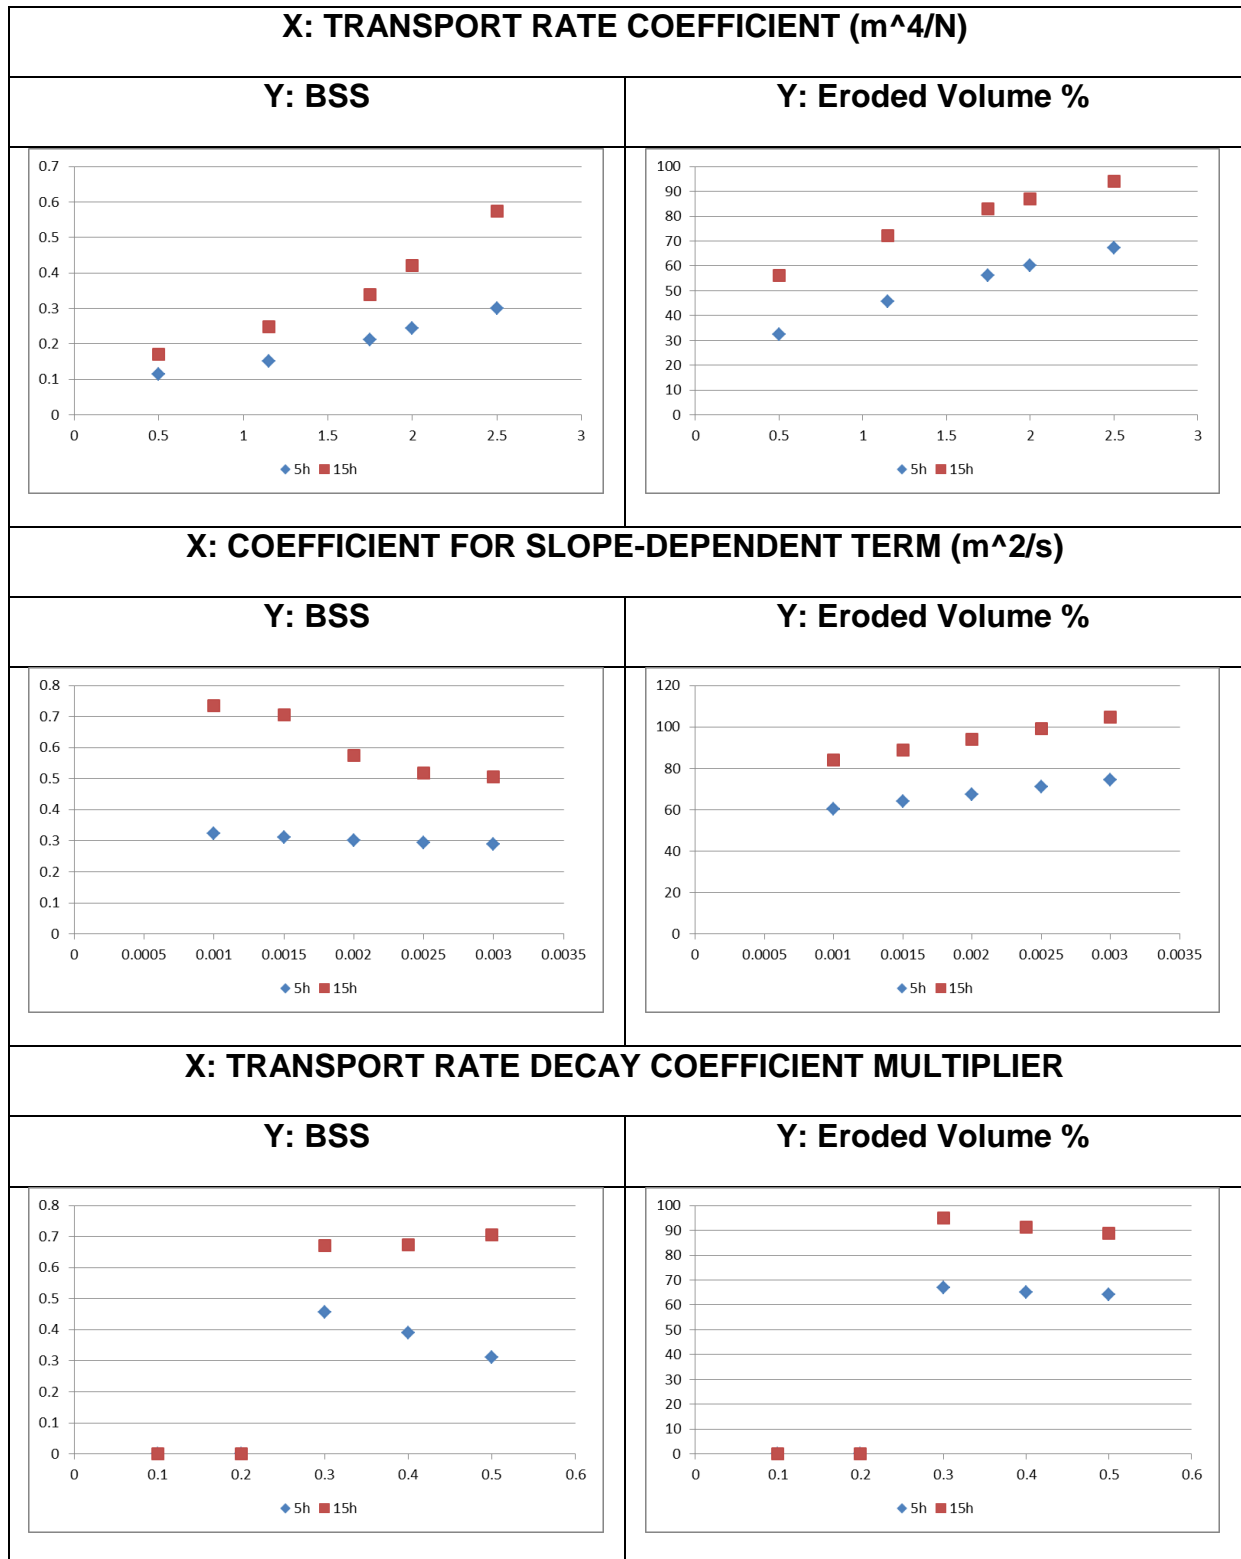 X: TRANSPORT RATE COEFFICIENT (m^4/N)
Y: BSS
Y: Eroded Volume %
0.7
0.6
0.5
0.4
0.3
0.2
0.1
0
0 0.5 1 1.5 2 2.5 3
5h 15h
100
90
80
70
60
50
40
30
20
10
0
0 0.5 1 1.5 2 2.5 3
5h 15h
X: COEFFICIENT FOR SLOPE-DEPENDENT TERM (m^2/s)
Y: BSS
Y: Eroded Volume %
0.8
0.7
0.6
0.5
0.4
0.3
0.2
0.1
0
0 0.0005 0.001 0.0015 0.002 0.0025 0.003 0.0035
5h 15h
120
100
80
60
40
20
0
0 0.0005 0.001 0.0015 0.002 0.0025 0.003 0.0035
5h 15h
X: TRANSPORT RATE DECAY COEFFICIENT MULTIPLIER
Y: BSS
Y: Eroded Volume %
0.8
0.7
0.6
0.5
0.4
0.3
0.2
0.1
0
0 0.1 0.2 0.3 0.4 0.5 0.6
5h 15h
100
90
80
70
60
50
40
30
20
10
0
0 0.1 0.2 0.3 0.4 0.5 0.6
5h 15h